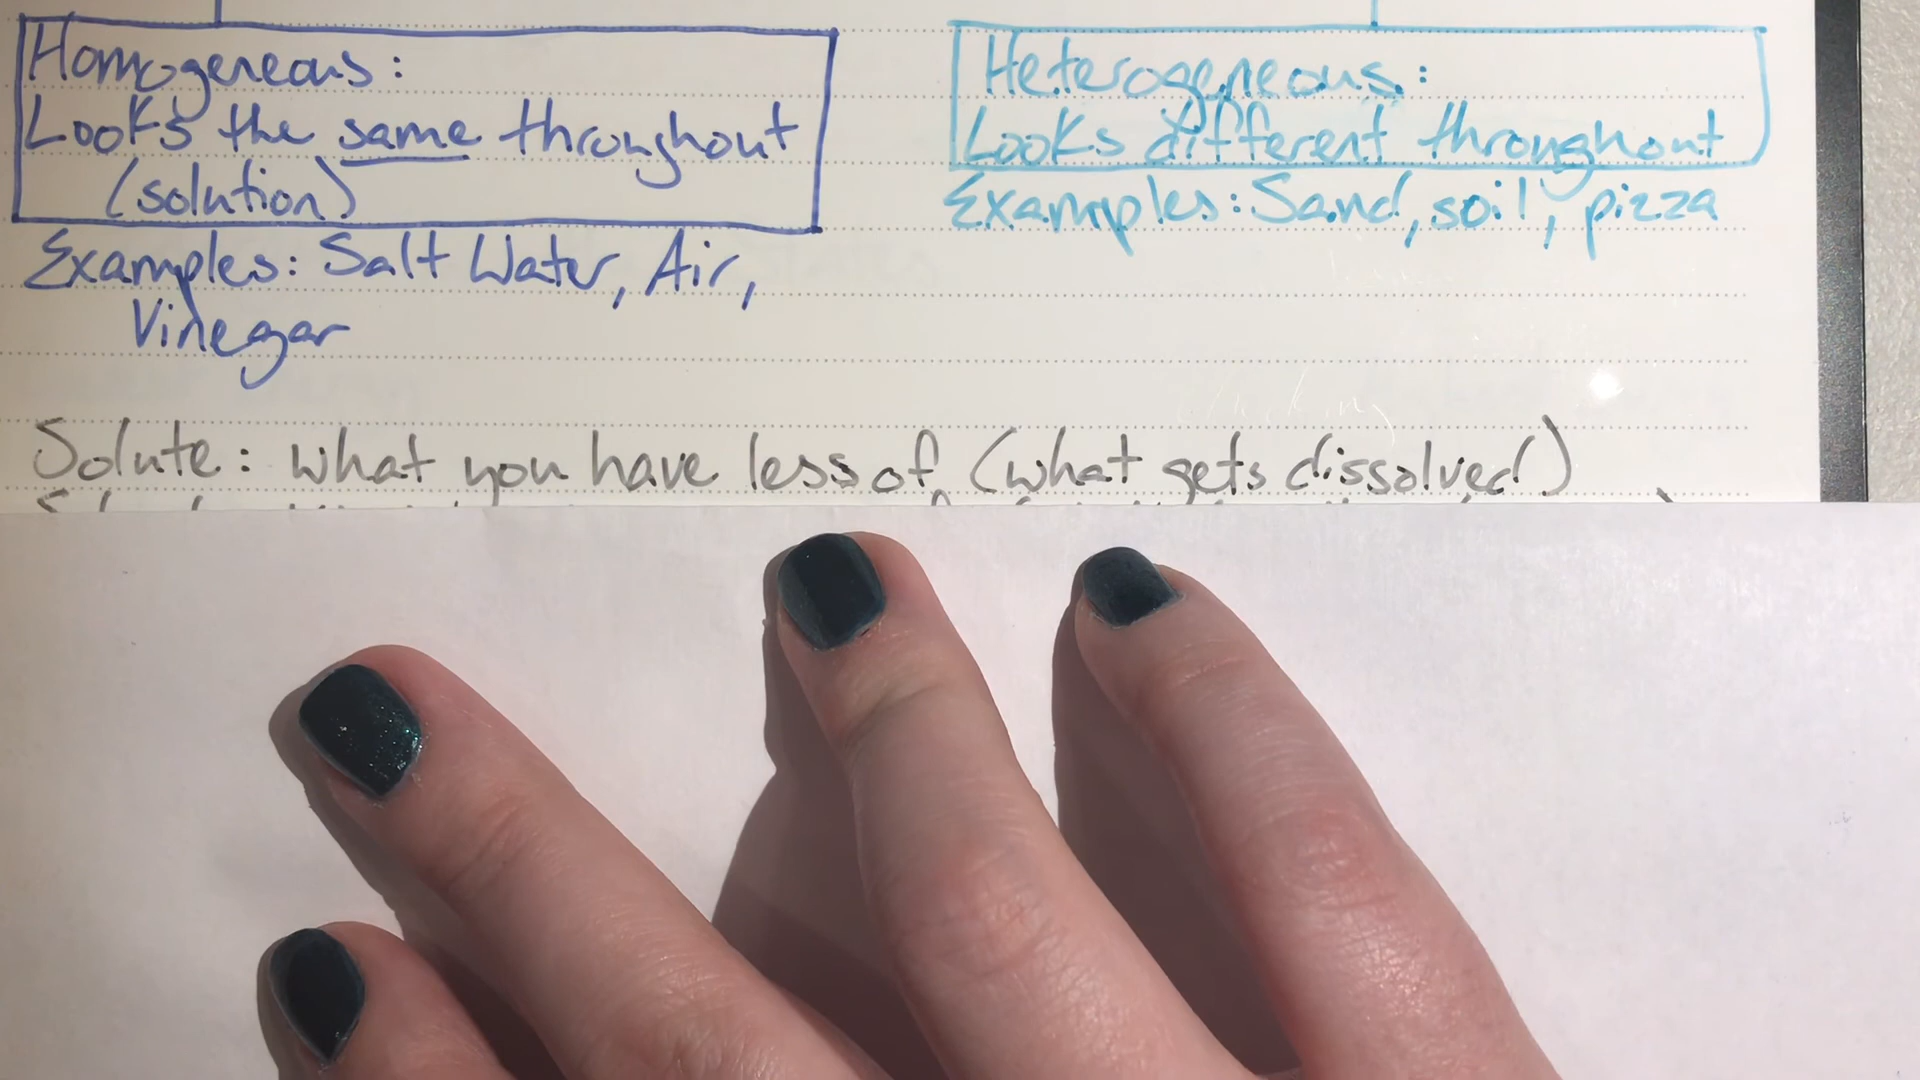 Homogeneous:
Looks the same throughout
(solution)
Examples: Salt Water, Air,
Vinegar
Heterogeneous:
Looks different throughout
Examples: Sand, soil, pizza
Solute: what you have less of (what gets dissolved)